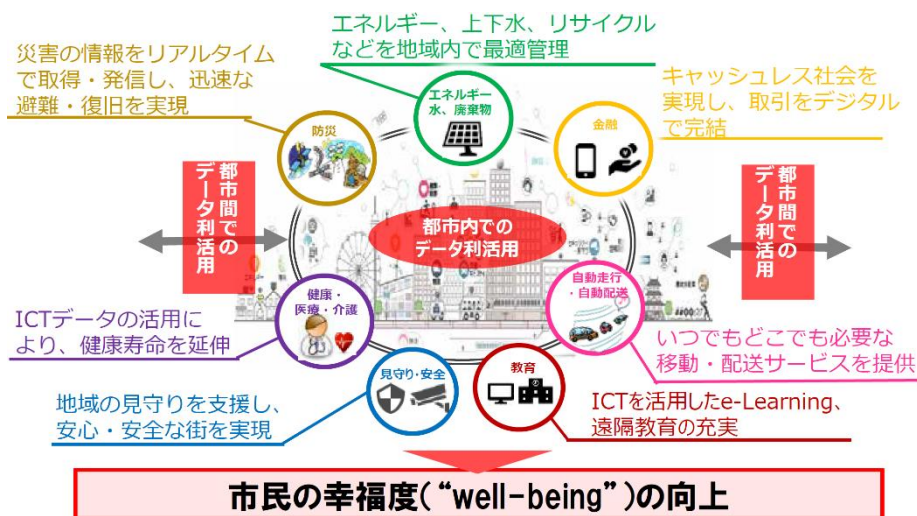 エネルギー、上下水、リサイクル
などを地域内で最適管理
災害の情報をリアルタイム
で取得・発信し、迅速な
避難・復旧を実現
キャッシュレス社会を
実現し、取引をデジタル
で完結
エネルギー
水、廃棄物
防災
金融
都市間での
データ利活用
都市内での
データ利活用
都市間での
データ利活用
健康・
医療・介護
自動走行
・自動配送
ICTデータの活用に
より、健康寿命を延伸
いつでもどこでも必要な
移動・配送サービスを提供
見守り・安全
教育
地域の見守りを支援し、
安心・安全な街を実現
ICTを活用したe-Learning、
遠隔教育の充実
市民の幸福度(“well-being”)の向上